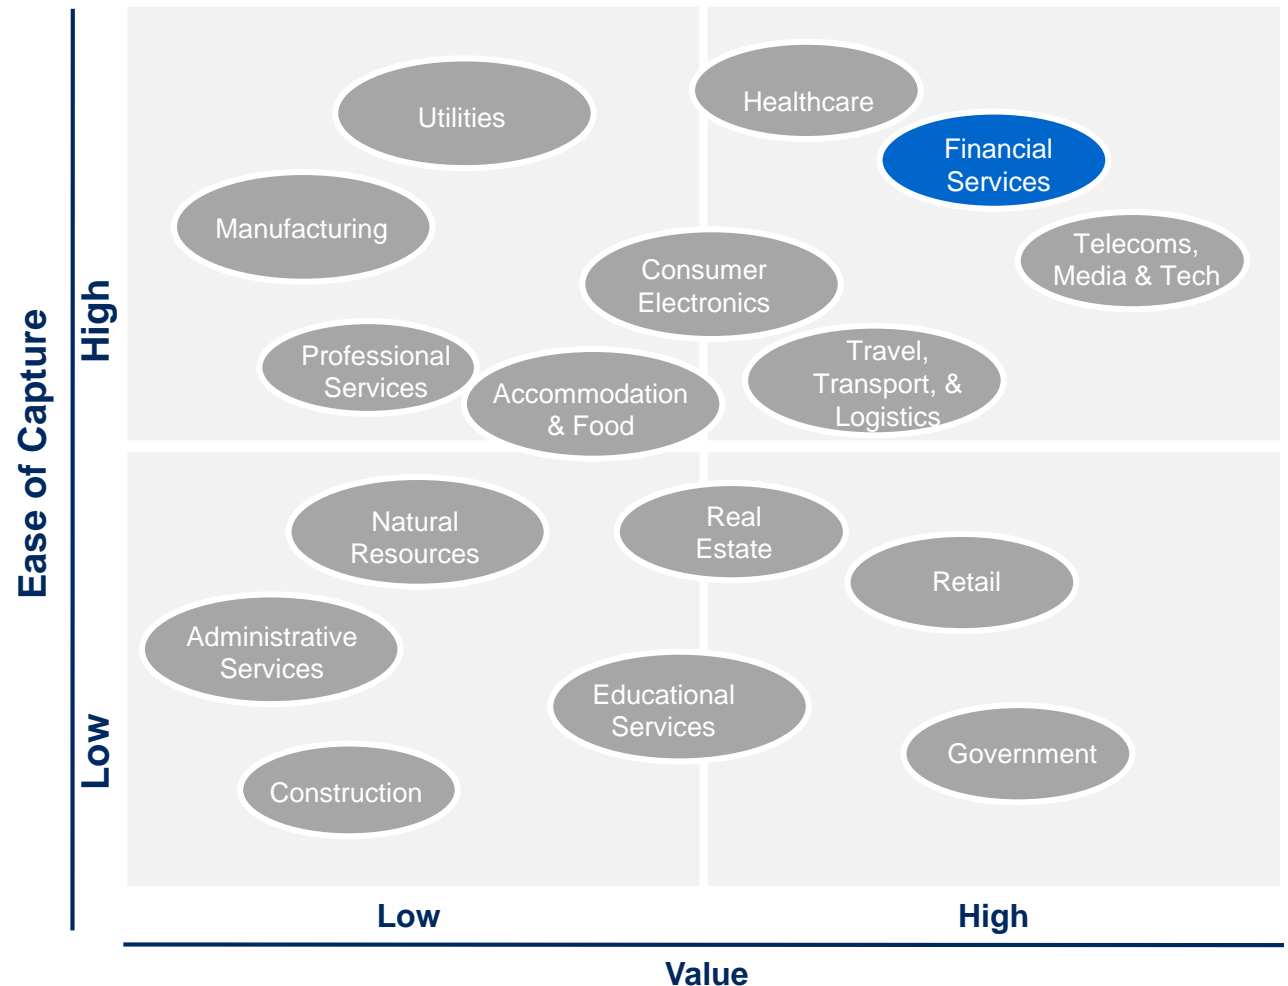 Ease of Capture
High
Low
Utilities
Healthcare
Financial
Services
Manufacturing
Telecoms,
Media & Tech
Consumer
Electronics
Professional
Services
Accommodation
& Food
Travel,
Transport, &
Logistics
Natural
Resources
Real
Estate
Retail
Administrative
Services
Educational
Services
Government
Construction
Low
High
Value